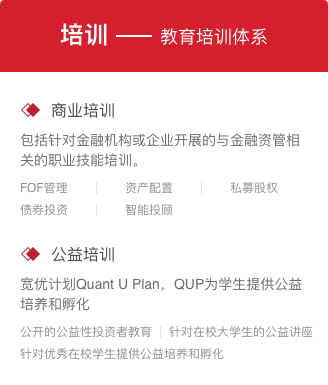 培训 —— 教育培训体系
商业培训
包括针对金融机构或企业开展的与金融资管相
关的职业技能培训。
FOF管理 | 资产配置 | 私募股权
债券投资 | 智能投顾
公益培训
宽优计划Quant U Plan，QUP为学生提供公益
培养和孵化
公开的公益性投资者教育 | 针对在校大学生的公益讲座
针对优秀在校学生提供公益培养和孵化